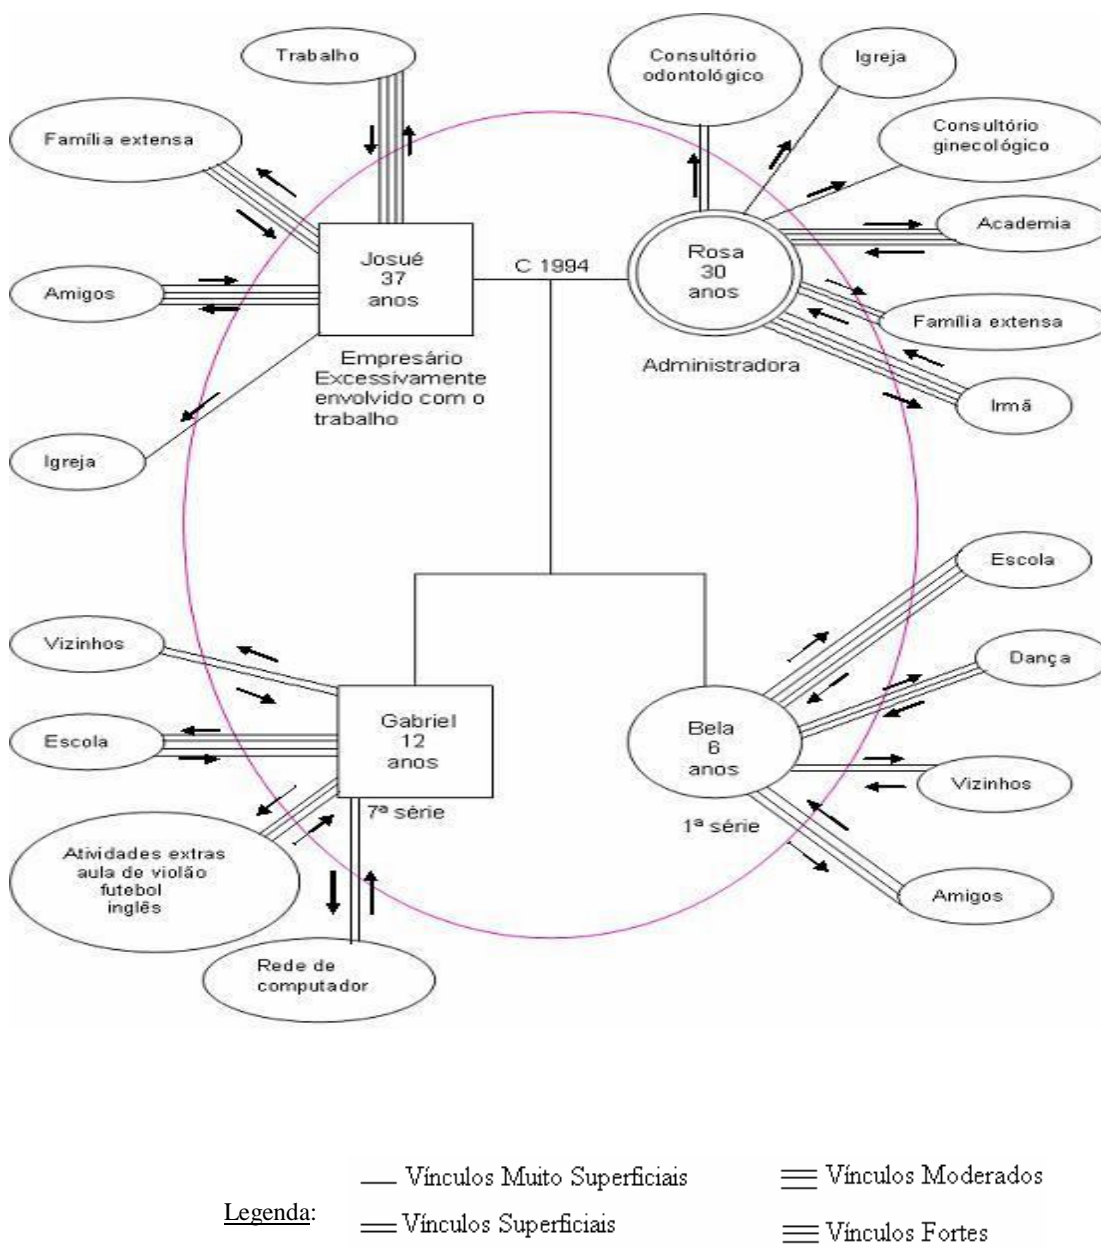 Trabalho
Consultório
odontológico
Igreja
Família extensa
Consultório
ginecológico
Academia
Josué
37
anos
C 1994
Rosa
30
anos
Amigos
Família extensa
Empresário
Excessivamente
envolvido com o
trabalho
Administradora
Irmã
Igreja
Escola
Vizinhos
Dança
Gabriel
12
anos
Bela
6
anos
Escola
Vizinhos
7ª série
1ª série
Atividades extras
aula de violão
futebol
inglês
Amigos
Rede de
computador
Legenda:
Vínculos Muito Superficiais
Vínculos Moderados
Vínculos Superficiais
Vínculos Fortes